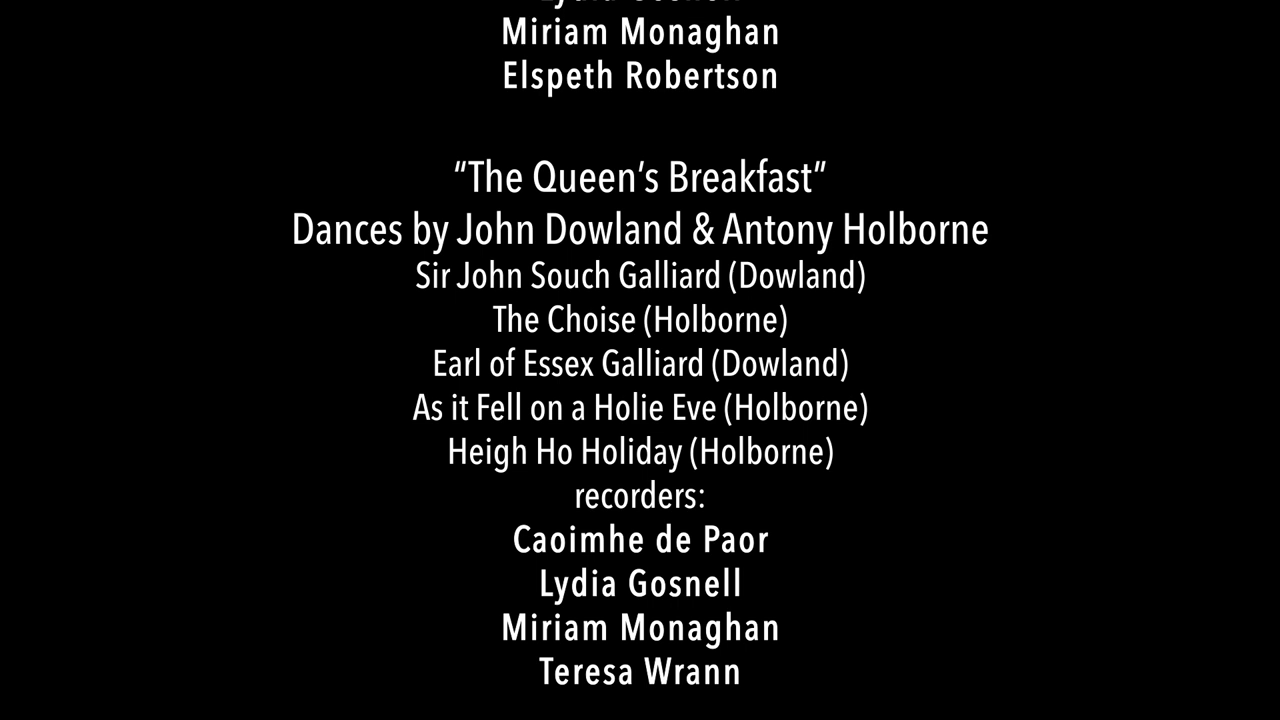 Miriam Monaghan
Elspeth Robertson
“The Queen’s Breakfast”
Dances by John Dowland & Antony Holborne
Sir John Souch Galliard (Dowland)
The Choise (Holborne)
Earl of Essex Galliard (Dowland)
As it Fell on a Holie Eve (Holborne)
Heigh Ho Holiday (Holborne)
recorders:
Caoimhe de Paor
Lydia Gosnell
Miriam Monaghan
Teresa Wrann